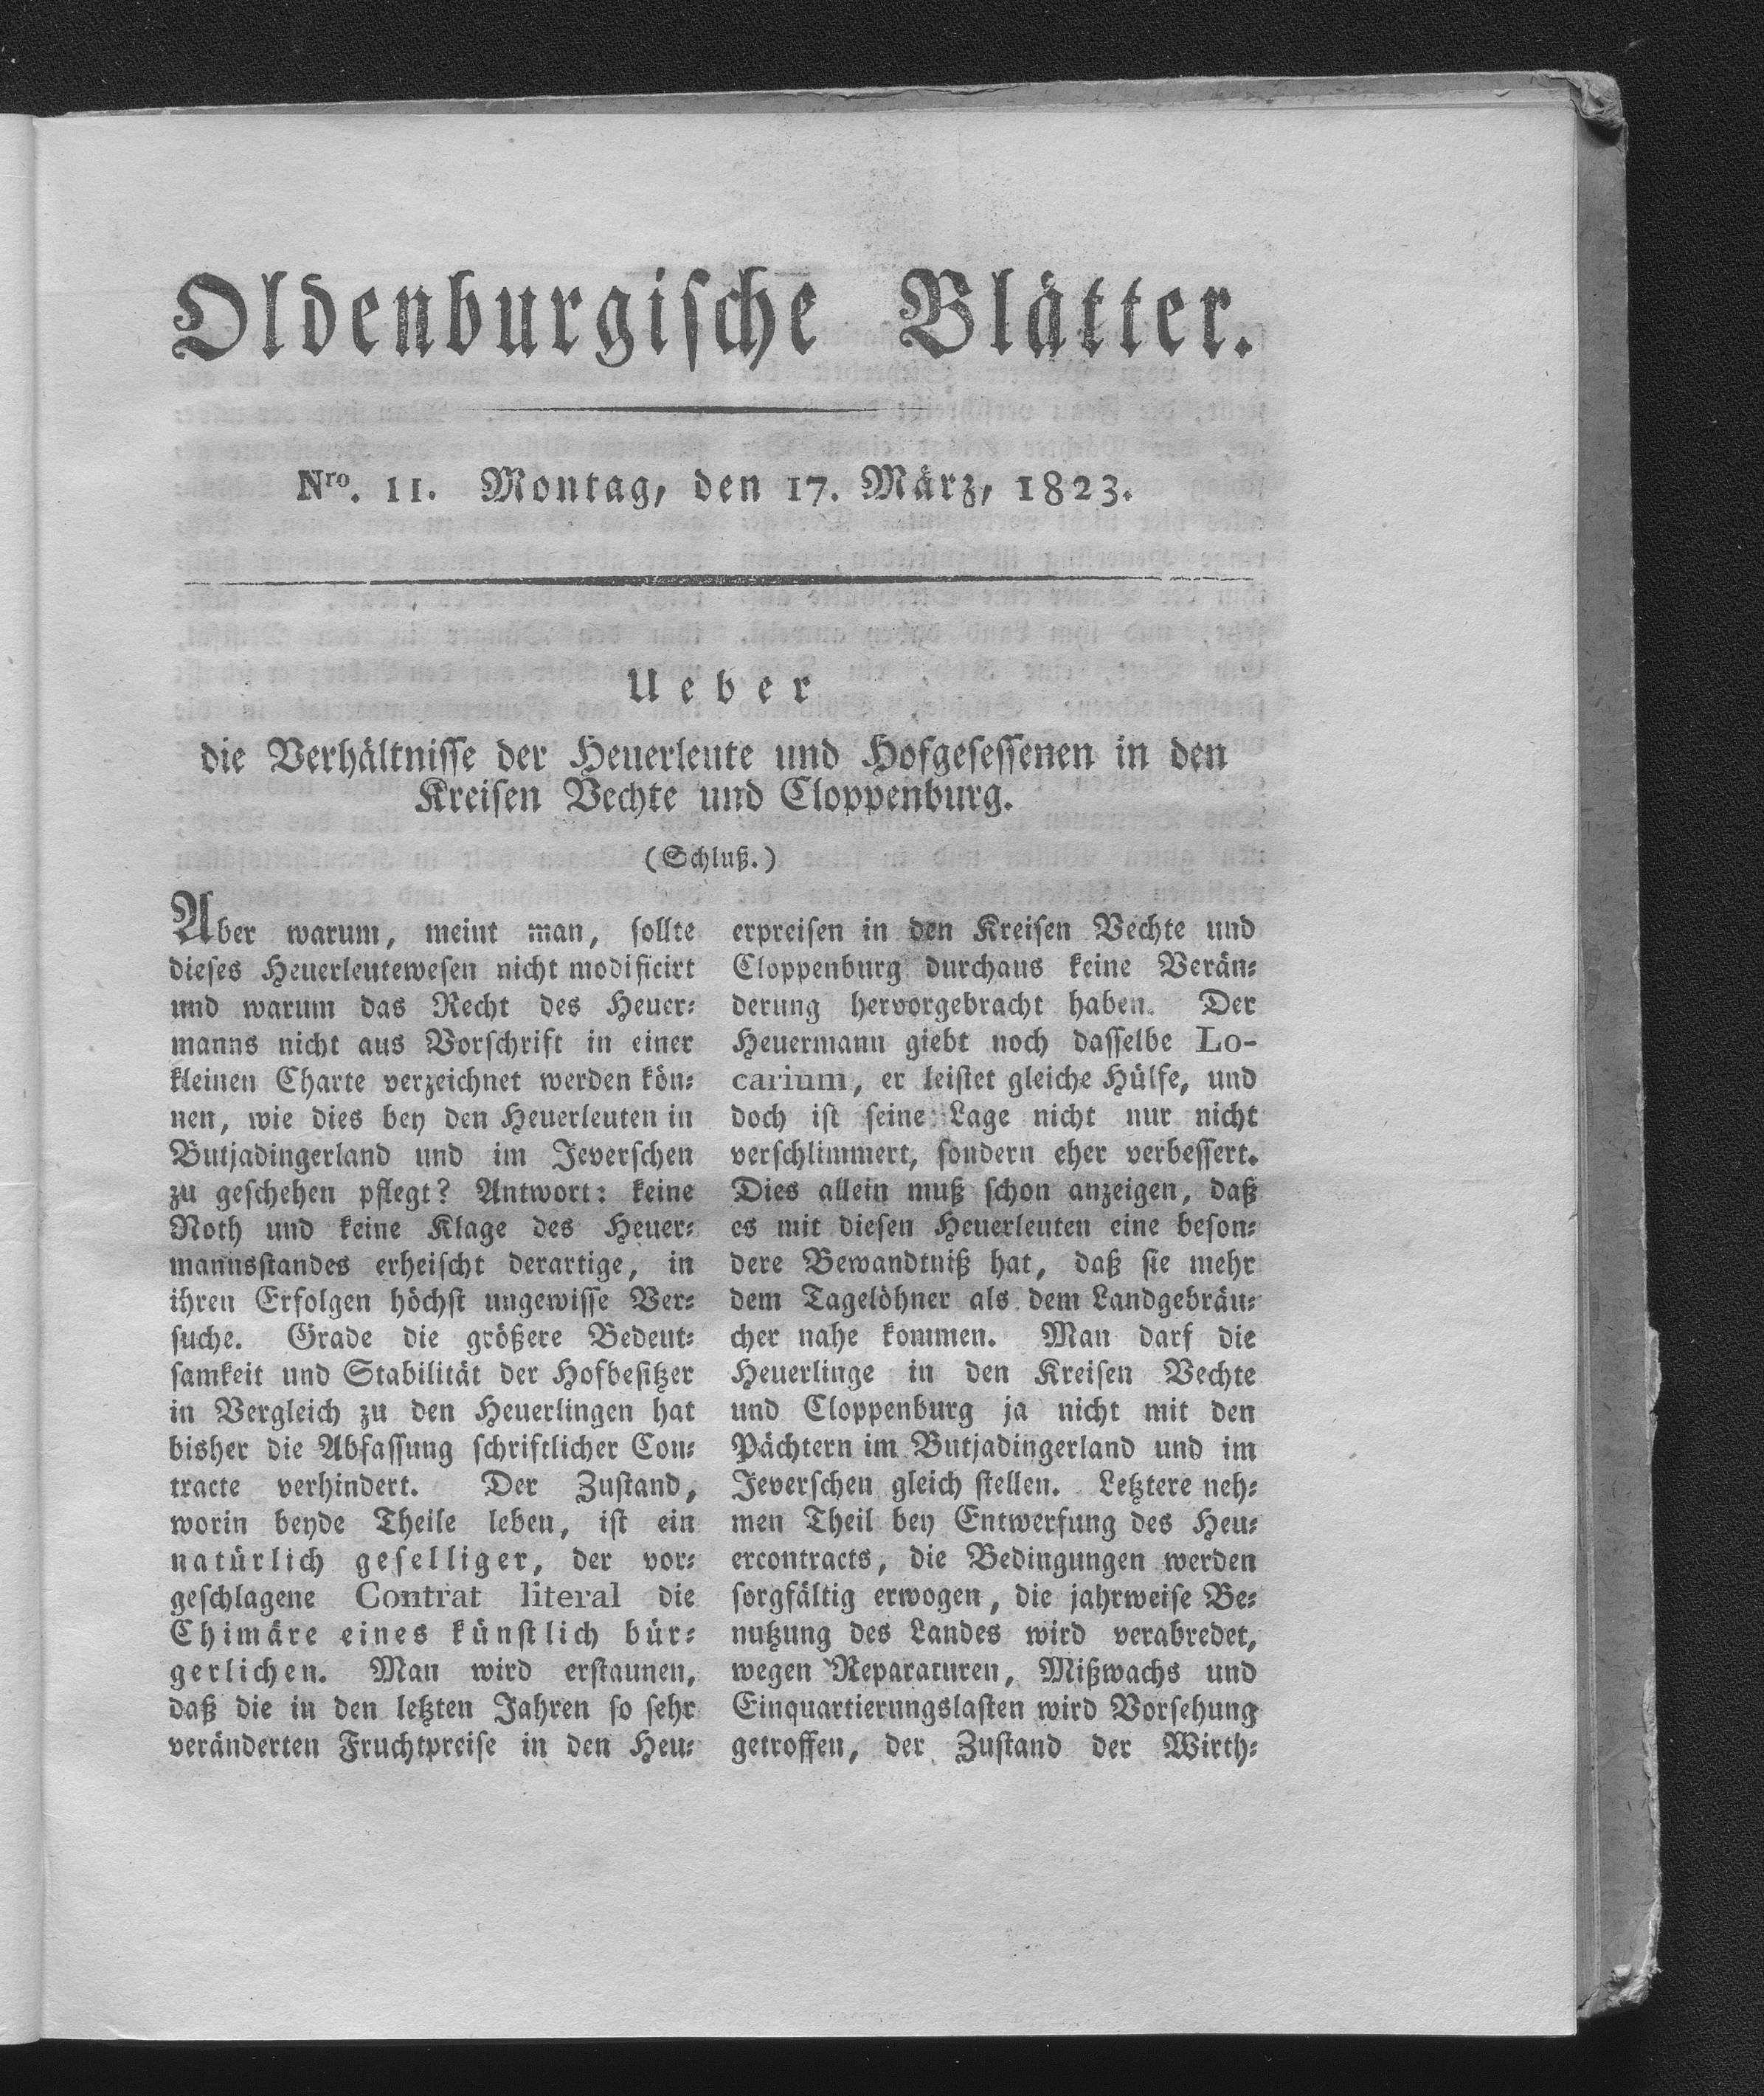 Oldenburgische Blätter.
Nro. 11. Montag, den 17. März, 1823.
Ueber
die Verhältnisse der Heuerleute und Hofgesessenen in den
Kreisen Vechte und Cloppenburg.
(Schluß.)
Aber warum, meint man, sollte
dieses Heuerleutewesen nicht modificirt
und warum das Recht des Heuer-
manns nicht aus Vorschrift in einer
kleinen Charte verzeichnet werden kön-
nen, wie dies bey den Heuerleuten in
Butjadingerland und im Jeverschen
zu geschehen pflegt? Antwort: keine
Noth und keine Klage des Heuer-
mannsstandes erheischt derartige, in
ihren Erfolgen höchst ungewisse Ver-
suche. Grade die größere Bedeut-
samkeit und Stabilität der Hofbesitzer
in Vergleich zu den Heuerlingen hat
bisher die Abfassung schriftlicher Con-
tracte verhindert. Der Zustand,
worin beyde Theile leben, ist ein
natürlich geselliger, der vor-
geschlagene Contrat literal die
Chimäre eines künstlich bür-
gerlichen. Man wird erstaunen,
daß die in den letzten Jahren so sehr
veränderten Fruchtpreise in den Heu-
erpreisen in den Kreisen Vechte und
Cloppenburg durchaus keine Verän-
derung hervorgebracht haben. Der
Heuermann giebt noch dasselbe Lo-
carium, er leistet gleiche Hülfe, und
doch ist seine Lage nicht nur nicht
verschlimmert, sondern eher verbessert.
Dies allein muß schon anzeigen, daß
es mit diesen Heuerleuten eine beson-
dere Bewandtniß hat, daß sie mehr
dem Tagelöhner als dem Landgebräu-
cher nahe kommen. Man darf die
Heuerlinge in den Kreisen Vechte
und Cloppenburg ja nicht mit den
Pächtern im Butjadingerland und im
Jeverschen gleich stellen. Letztere neh-
men Theil bey Entwerfung des Heu-
ercontracts, die Bedingungen werden
sorgfältig erwogen, die jahrweise Be-
nutzung des Landes wird verabredet,
wegen Reparaturen, Mißwachs und
Einquartierungslasten wird Vorsehung
getroffen, der Zustand der Wirth-